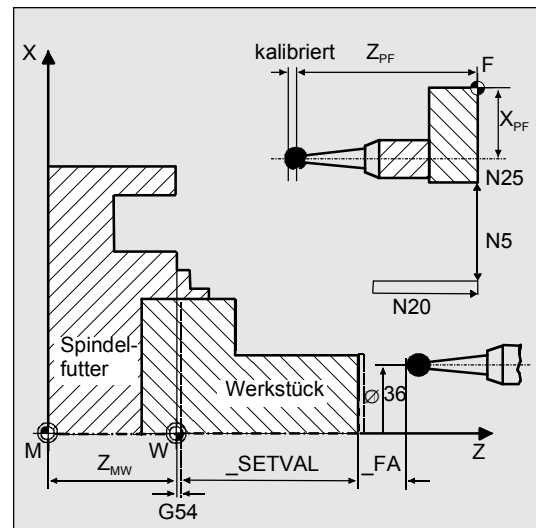 kalibriert
Z_PF
F
X
X_PF
N25
N5
N20
Spindel-
futter
Werkstück
⌀ 36
M
W
Z
Z_MW
_SETVAL
_FA
G54